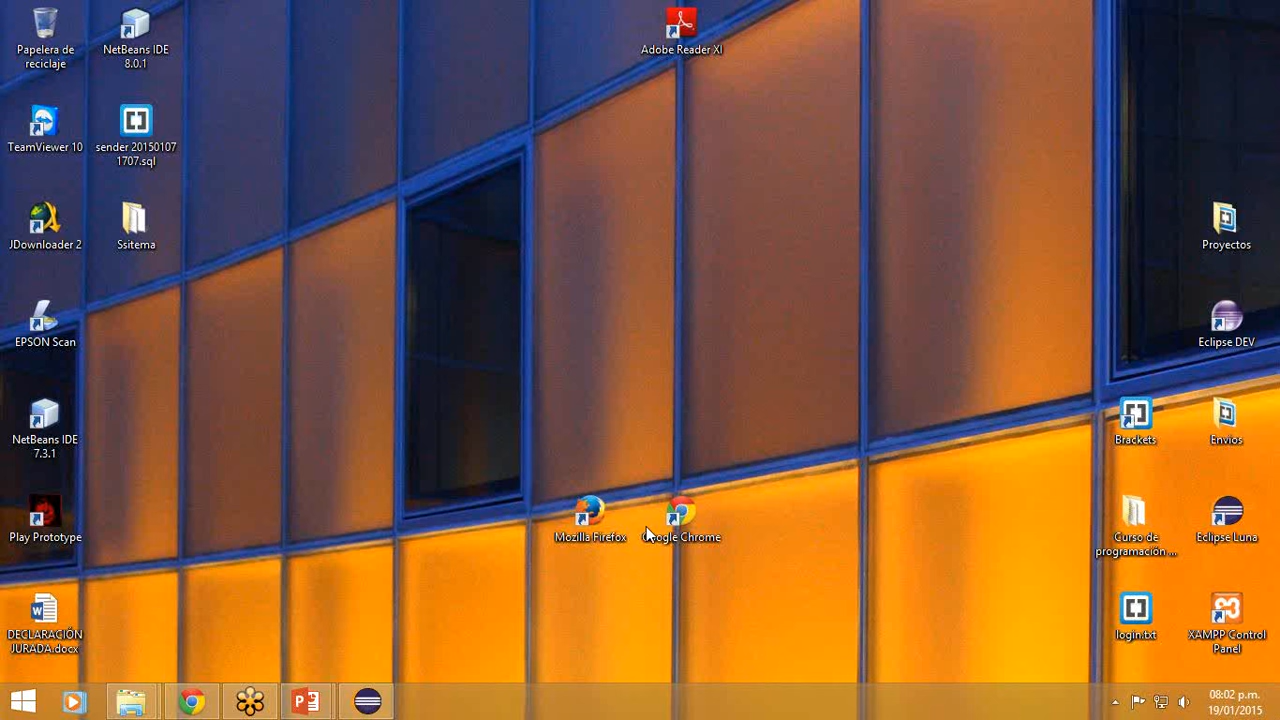 Papelera de
reciclaje
NetBeans IDE
8.0.1
Adobe Reader XI
TeamViewer 10
sender 20150107
1707.sql
JDownloader 2
Ssitema
Proyectos
EPSON Scan
Eclipse DEV
NetBeans IDE
7.3.1
Brackets
Envios
Play Prototype
Mozilla Firefox
Google Chrome
Curso de
programación ...
Eclipse Luna
DECLARACIÓN
JURADA.docx
login.txt
XAMPP Control
Panel
08:02 p.m.
19/01/2015